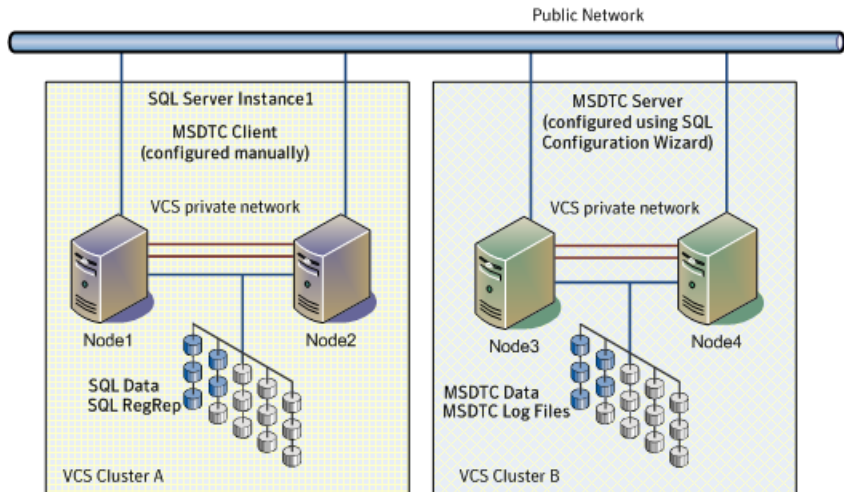 Public Network
SQL Server Instance1
MSDTC Client
(configured manually)
VCS private network
Node1
Node2
SQL Data
SQL RegRep
VCS Cluster A
MSDTC Server
(configured using SQL
Configuration Wizard)
VCS private network
Node3
Node4
MSDTC Data
MSDTC Log Files
VCS Cluster B